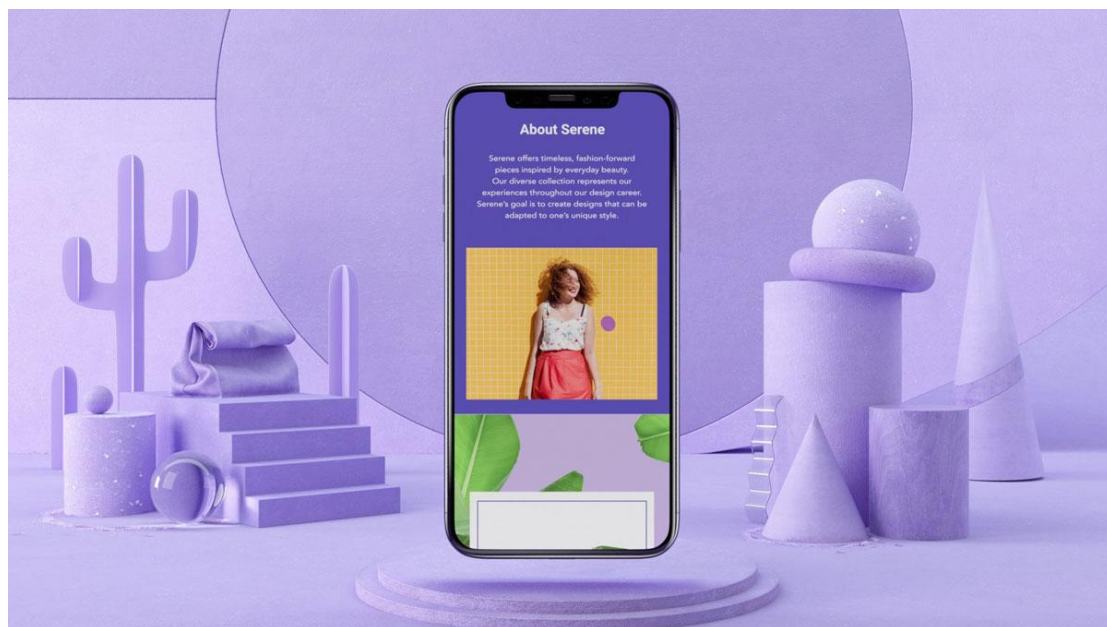 About Serene
Serene offers timeless, fashion-forward
pieces inspired by everyday beauty.
Our diverse collection represents our
experiences throughout our design career.
Serene's goal is to create designs that can be
adapted to one's unique style.